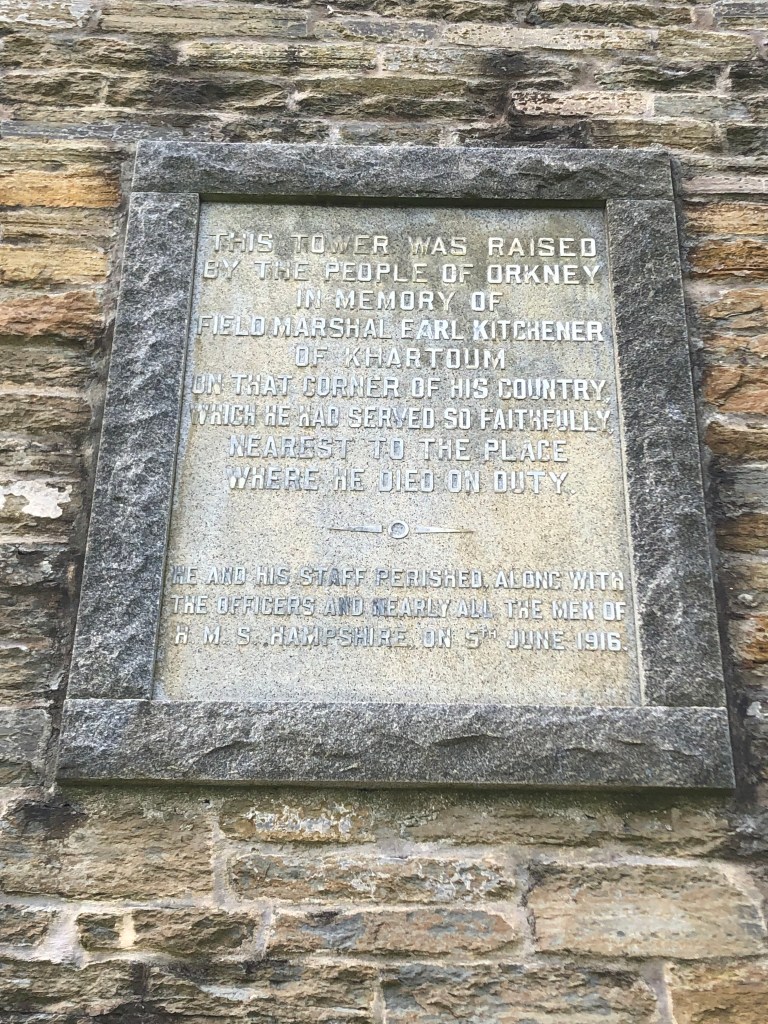 THIS TOWER WAS RAISED
BY THE PEOPLE OF ORKNEY
IN MEMORY OF
FIELD MARSHAL EARL KITCHENER
OF KHARTOUM
ON THAT CORNER OF HIS COUNTRY,
WHICH HE HAD SERVED SO FAITHFULLY,
NEAREST TO THE PLACE
WHERE HE DIED ON DUTY.
HE AND HIS STAFF PERISHED, ALONG WITH
THE OFFICERS AND NEARLY ALL THE MEN OF
H.M.S. HAMPSHIRE, ON 5TH JUNE 1916.